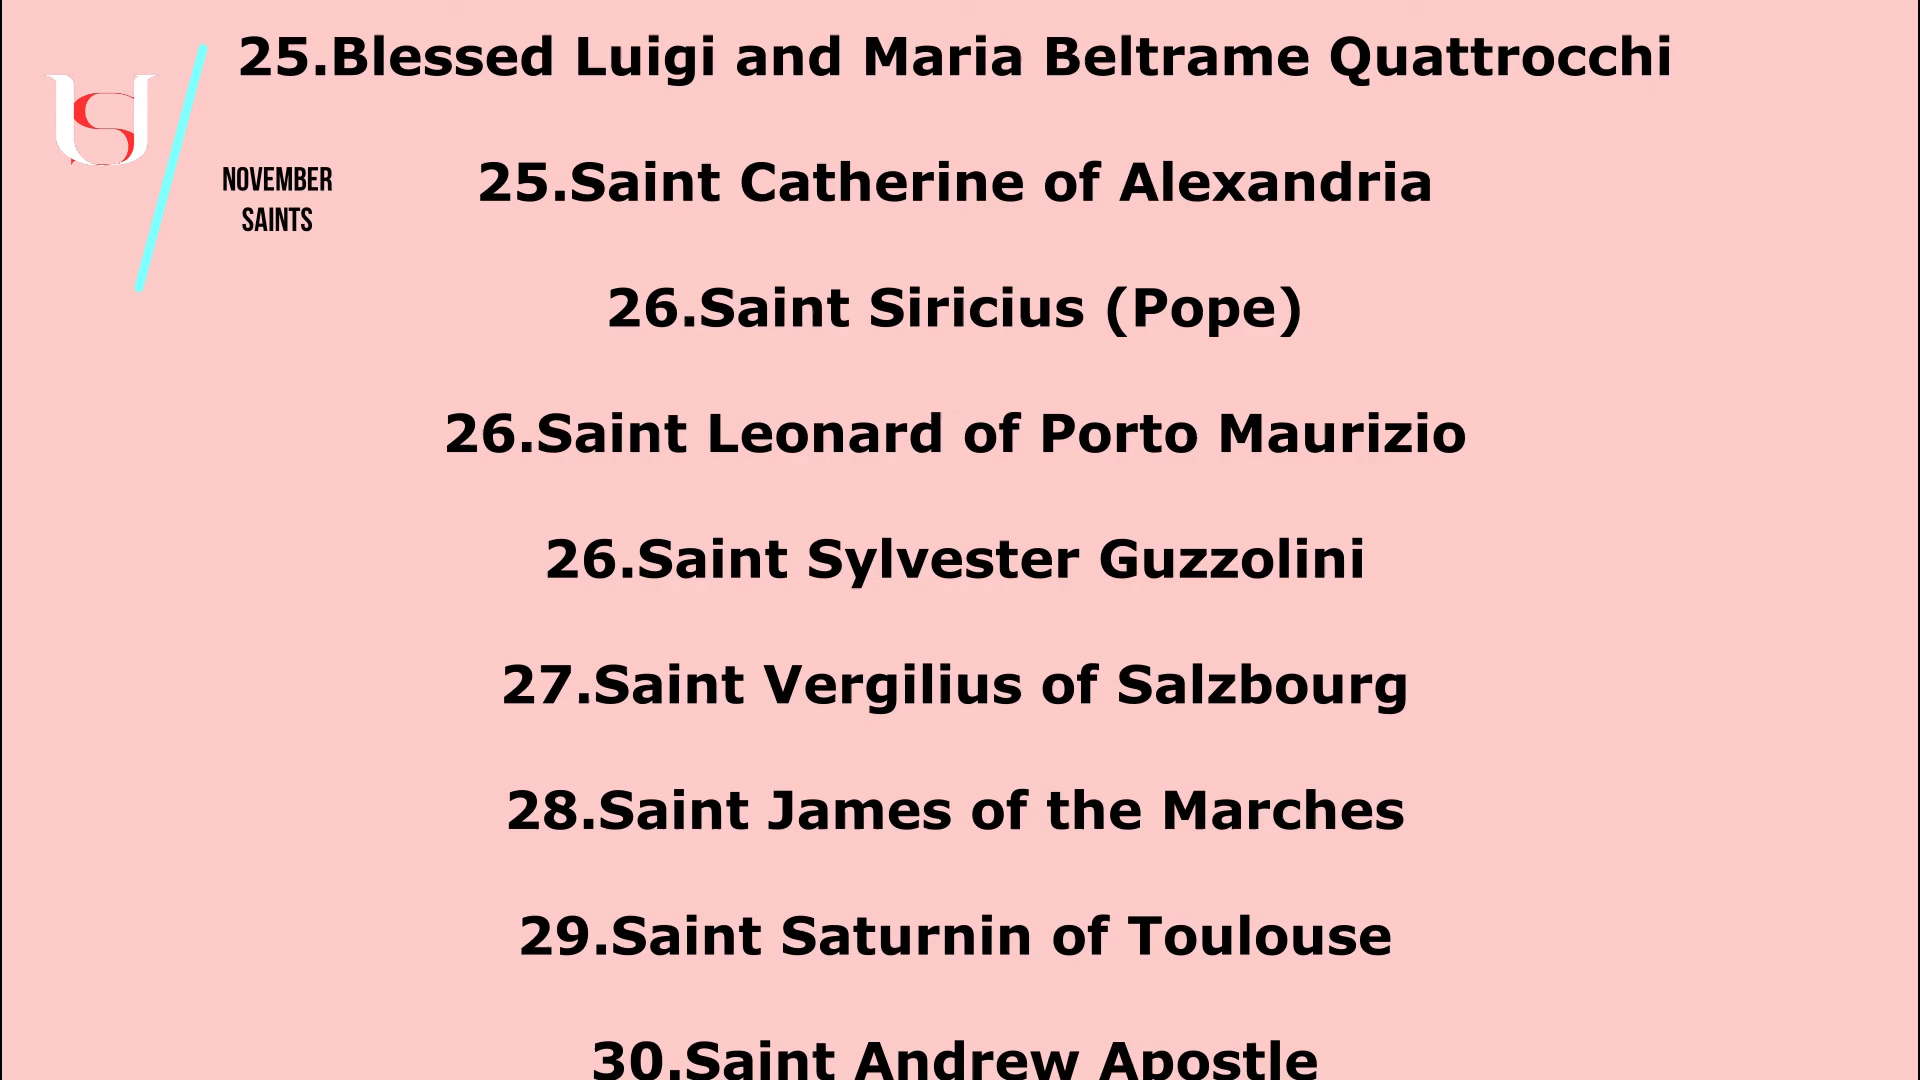 25.Blessed Luigi and Maria Beltrame Quattrocchi
US
NOVEMBER
SAINTS
25.Saint Catherine of Alexandria
26.Saint Siricius (Pope)
26.Saint Leonard of Porto Maurizio
26.Saint Sylvester Guzzolini
27.Saint Vergilius of Salzbourg
28.Saint James of the Marches
29.Saint Saturnin of Toulouse
30.Saint Andrew Apostle